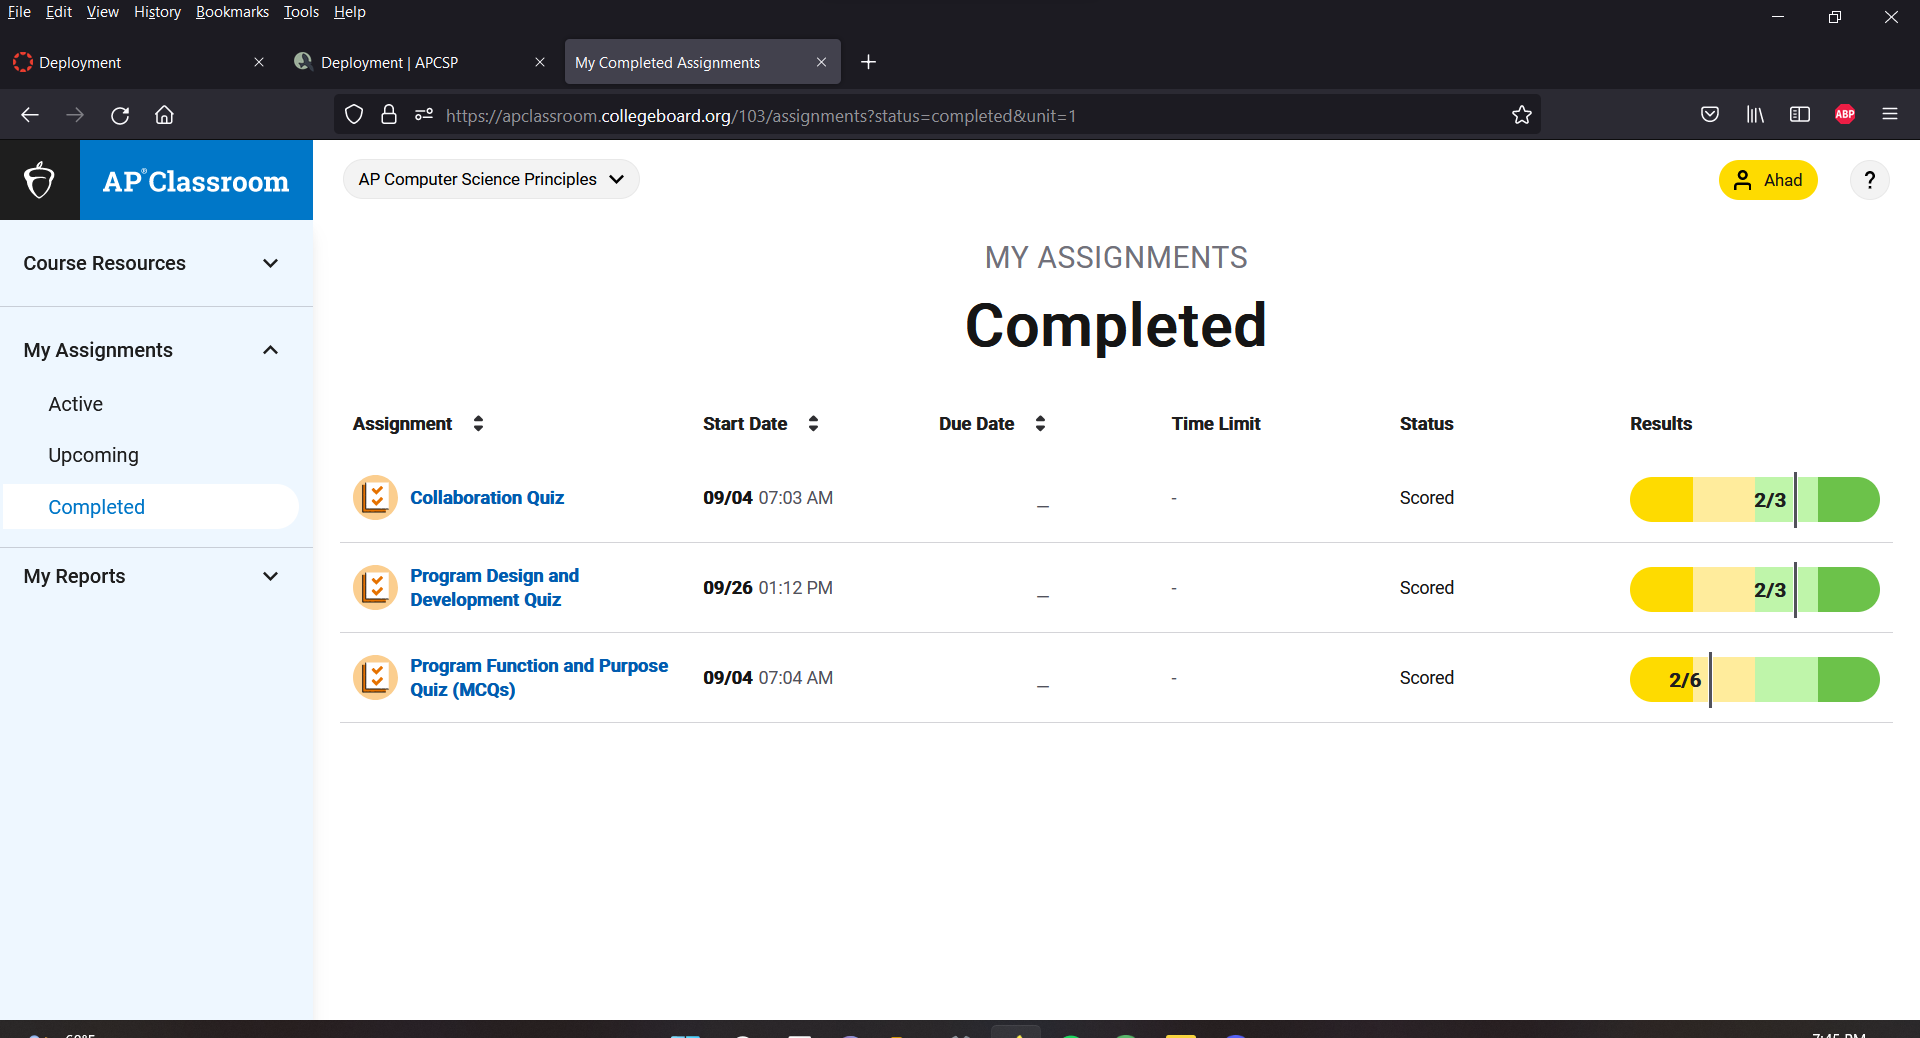 File Edit View History Bookmarks Tools Help
Deployment
Deployment | APCSP
My Completed Assignments
https://apclassroom.collegeboard.org/103/assignments?status=completed&unit=1
ABP
AP® Classroom
AP Computer Science Principles
Ahad
?
Course Resources
My Assignments
Active
Upcoming
Completed
My Reports
MY ASSIGNMENTS
Completed
Assignment Start Date Due Date Time Limit Status Results
Collaboration Quiz 09/04 07:03 AM _ - Scored 2/3
Program Design and
Development Quiz 09/26 01:12 PM _ - Scored 2/3
Program Function and Purpose
Quiz (MCQs) 09/04 07:04 AM _ - Scored 2/6
7:45 PM